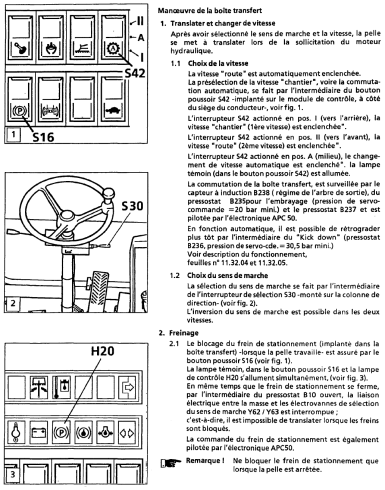 II
A
I
S42
1
S16
S30
2
H20
3
Manœuvre de la boîte transfert
1. Translater et changer de vitesse
Après avoir sélectionné le sens de marche et la vitesse, la pelle
se met à translater lors de la sollicitation du moteur
hydraulique.
1.1 Choix de la vitesse
La vitesse "route" est automatiquement enclenchée.
La présélection de la vitesse "chantier", voire la commuta-
tion automatique, se fait par l'intermédiaire du bouton
poussoir S42 -implanté sur le module de contrôle, à côté
du siège du conducteur, voir fig. 1.
L'interrupteur S42 actionné en pos. I (vers l'arrière), la
vitesse "chantier" (1ère vitesse) est enclenchée".
L'interrupteur S42 actionné en pos. II (vers l'avant), la
vitesse "route" (2ème vitesse) est enclenchée".
L'interrupteur S42 actionné en pos. A (milieu), le change-
ment de vitesse automatique est enclenché". la lampe
témoin (dans le bouton poussoir S42) est allumée.
La commutation de la boîte transfert, est surveillée par le
capteur à induction B238 ( régime de l'arbre de sortie), du
pressostat B235pour l'embrayage (pression de servo-
commande = 20 bar mini.) et le pressostat B237 et est
pilotée par l'électronique APC 50.
En fonction automatique, il est possible de rétrograder
plus tôt par l'intermédiaire du "Kick down" (pressostat
B236, pression de servo-cde. = 30,5 bar mini.)
Voir description du fonctionnement,
feuilles n° 11.32.04 et 11.32.05.
1.2 Choix du sens de marche
La sélection du sens de marche se fait par l'intermédiaire
de l'interrupteur de sélection S30 -monté sur la colonne de
direction- (voir fig. 2).
L'inversion du sens de marche est possible dans les deux
vitesses.
2. Freinage
2.1 Le blocage du frein de stationnement (implanté dans la
boîte transfert) -lorsque la pelle travaille- est assuré par le
bouton poussoir S16 (voir fig. 1).
La lampe témoin, dans le bouton poussoir S16 et la lampe
de contrôle H20 s'allument simultanément, (voir fig. 3).
En même temps que le frein de stationnement se ferme,
par l'intermédiaire du pressostat B10 ouvert, la liaison
électrique entre la masse et les électrovannes de sélection
du sens de marche Y62 / Y63 est interrompue ;
c'est-à-dire, il est impossible de translater lorsque les freins
sont bloqués.
La commande du frein de stationnement est également
pilotée par l'électronique APC50.
Remarque ! Ne bloquer le frein de stationnement que
lorsque la pelle est arrêtée.